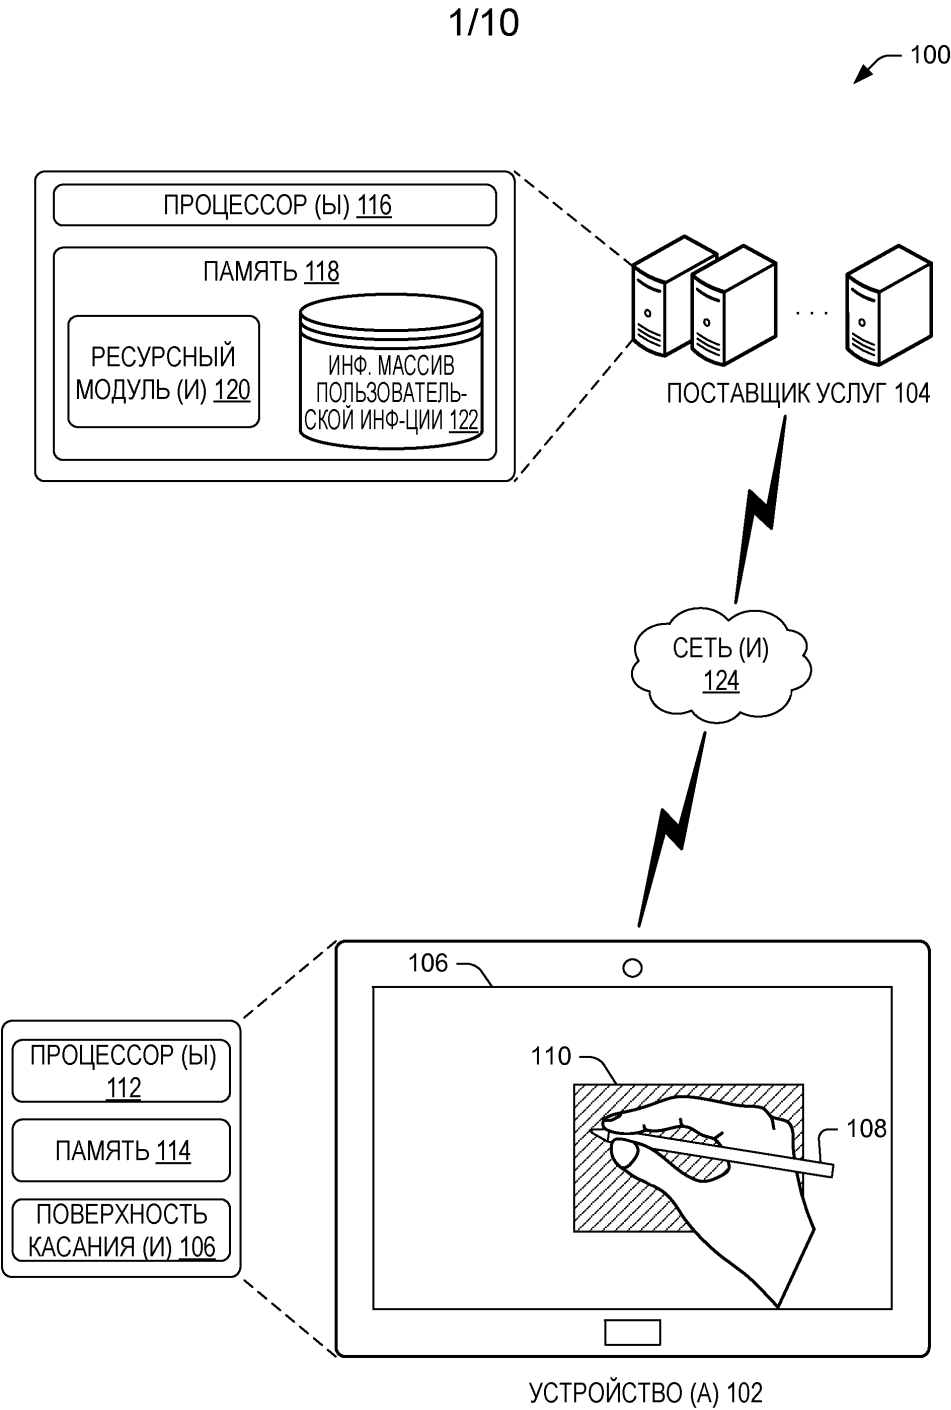 1/10
100
ПРОЦЕССОР (Ы) 116
ПАМЯТЬ 118
РЕСУРСНЫЙ
МОДУЛЬ (И) 120
ИНФ. МАССИВ
ПОЛЬЗОВАТЕЛЬ-
СКОЙ ИНФ-ЦИИ 122
. . .
ПОСТАВЩИК УСЛУГ 104
СЕТЬ (И)
124
106
110
108
ПРОЦЕССОР (Ы)
112
ПАМЯТЬ 114
ПОВЕРХНОСТЬ
КАСАНИЯ (И) 106
УСТРОЙСТВО (А) 102